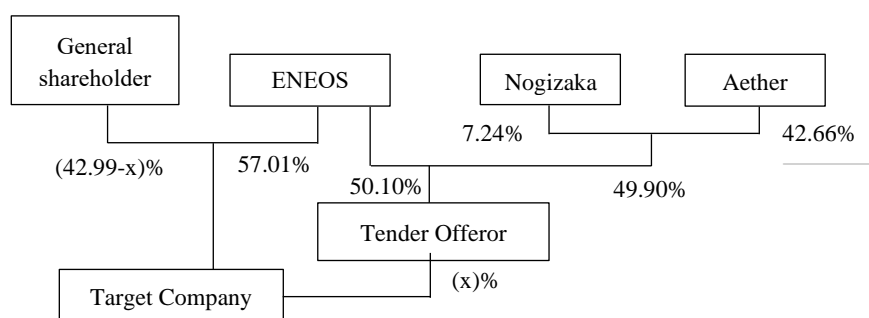 General
shareholder
ENEOS
Nogizaka
Aether
7.24%
42.66%
(42.99-x)%
57.01%
50.10%
49.90%
Tender Offeror
(x)%
Target Company